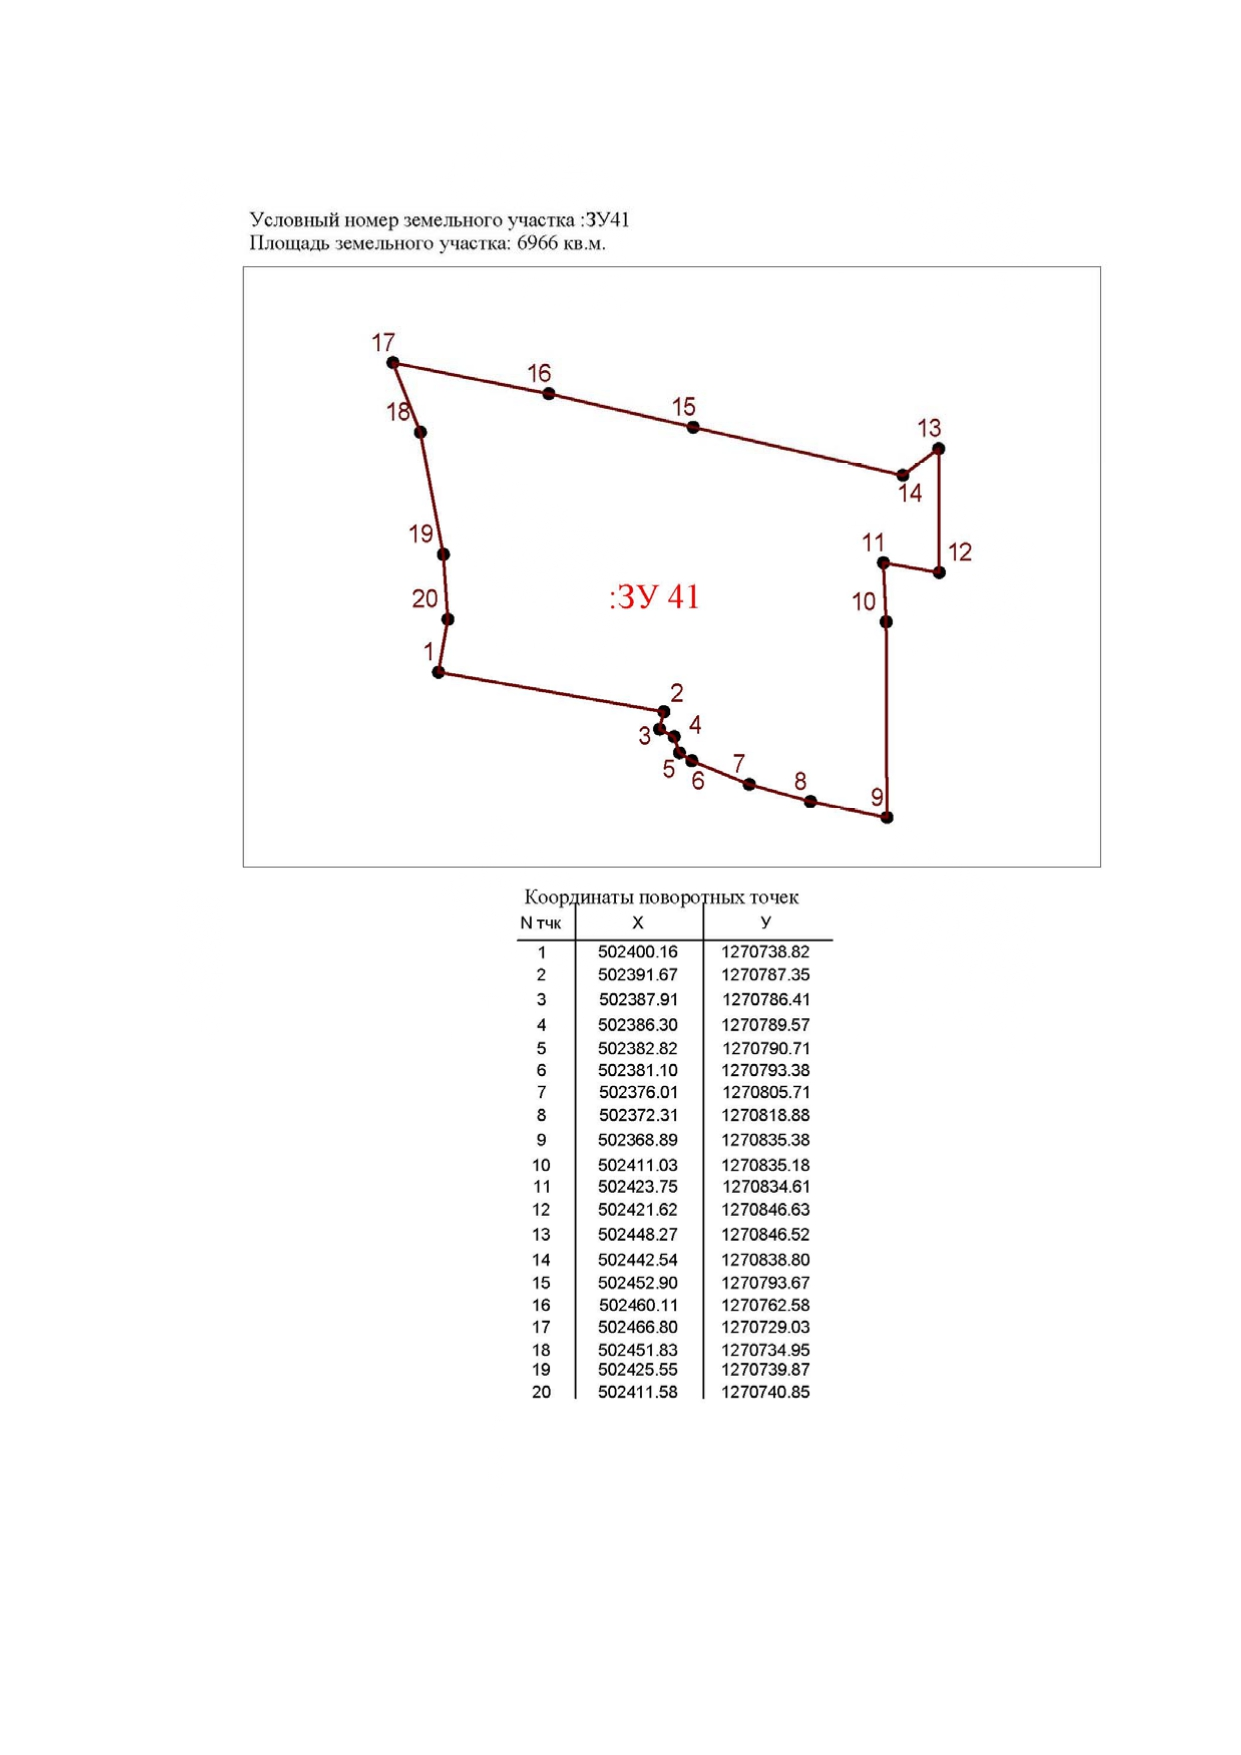 Условный номер земельного участка :ЗУ41
Площадь земельного участка: 6966 кв.м.
17
16
15
18
13
14
19
11
12
20
:ЗУ 41
10
1
2
3
4
5
6
7
8
9
Координаты поворотных точек
N тчк X У
1 502400.16 1270738.82
2 502391.67 1270787.35
3 502387.91 1270786.41
4 502386.30 1270789.57
5 502382.82 1270790.71
6 502381.10 1270793.38
7 502376.01 1270805.71
8 502372.31 1270818.88
9 502368.89 1270835.38
10 502411.03 1270835.18
11 502423.75 1270834.61
12 502421.62 1270846.63
13 502448.27 1270846.52
14 502442.54 1270838.80
15 502452.90 1270793.67
16 502460.11 1270762.58
17 502466.80 1270729.03
18 502451.83 1270734.95
19 502425.55 1270739.87
20 502411.58 1270740.85